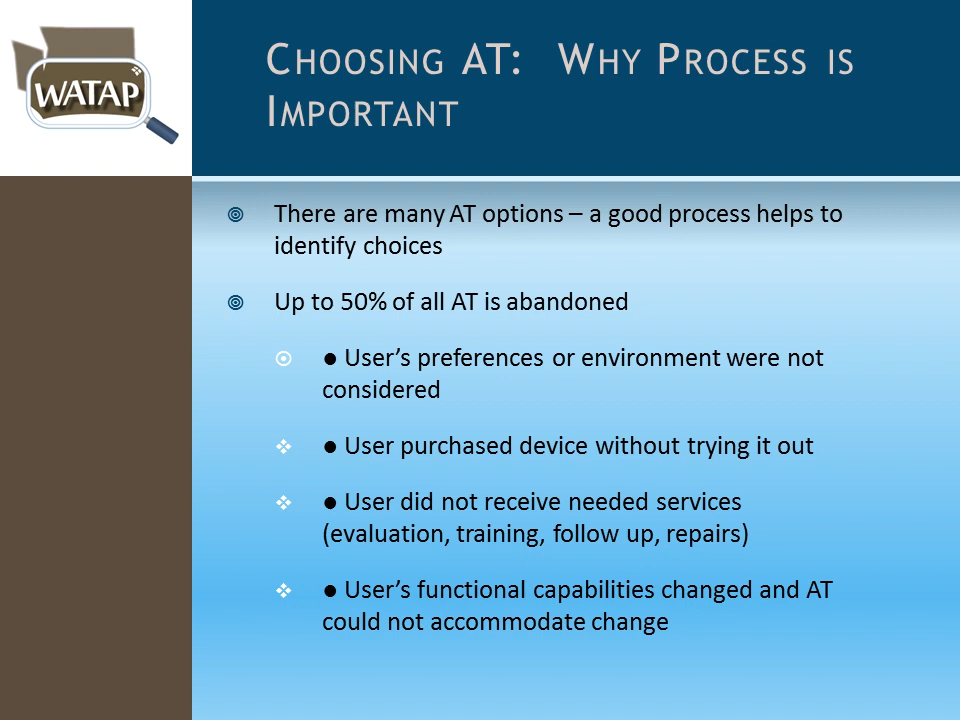 WATAP
CHOOSING AT: WHY PROCESS IS
IMPORTANT
There are many AT options – a good process helps to
identify choices
Up to 50% of all AT is abandoned
● User’s preferences or environment were not
considered
● User purchased device without trying it out
● User did not receive needed services
(evaluation, training, follow up, repairs)
● User’s functional capabilities changed and AT
could not accommodate change